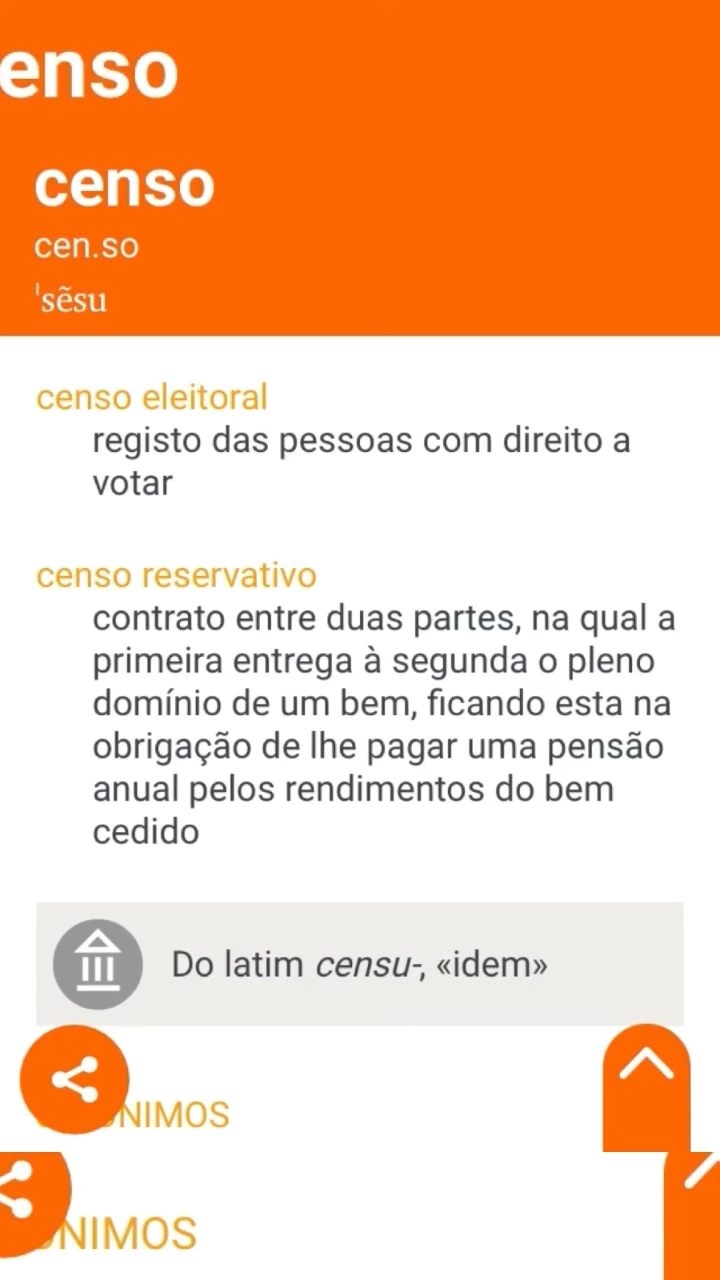 enso
censo
cen.so
ˈsẽsu
censo eleitoral
registo das pessoas com direito a
votar
censo reservativo
contrato entre duas partes, na qual a
primeira entrega à segunda o pleno
domínio de um bem, ficando esta na
obrigação de lhe pagar uma pensão
anual pelos rendimentos do bem
cedido
Do latim censu-, «idem»
NIMOS
NIMOS